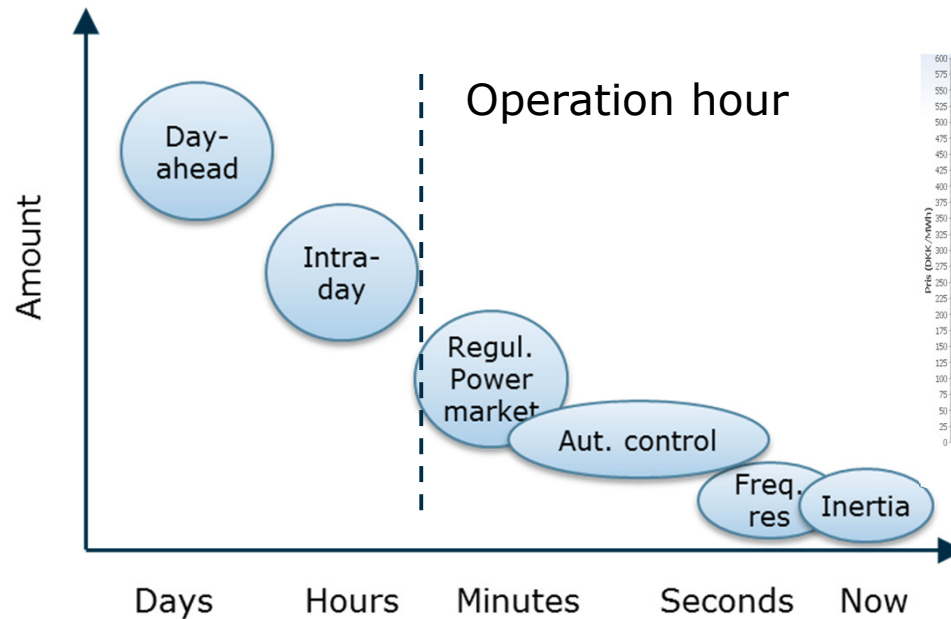 Operation hour
Amount
Day-
ahead
Intra-
day
Regul.
Power
market
Aut. control
Freq.
res
Inertia
Days
Hours
Minutes
Seconds
Now
Pris (DKK/MWh)
600
575
550
525
500
475
450
425
400
375
350
325
300
275
250
225
200
175
150
125
100
75
50
25
0